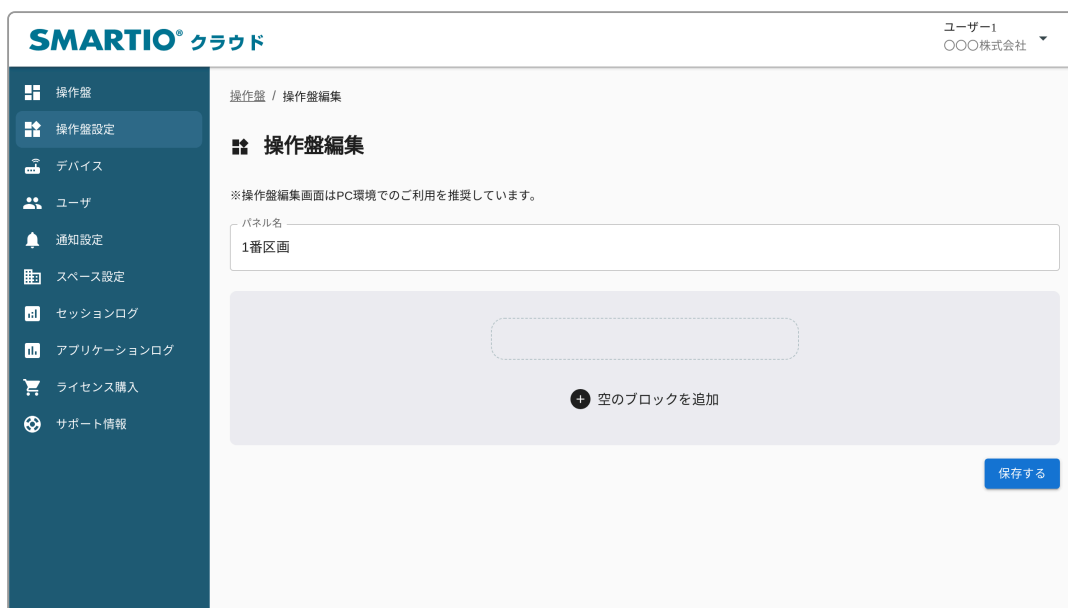 SMARTIO® クラウド
ユーザー1
〇〇〇株式会社
操作盤
操作盤設定
デバイス
ユーザ
通知設定
スペース設定
セッションログ
アプリケーションログ
ライセンス購入
サポート情報
操作盤 / 操作盤編集
操作盤編集
※操作盤編集画面はPC環境でのご利用を推奨しています。
パネル名
1番区画
空のブロックを追加
保存する